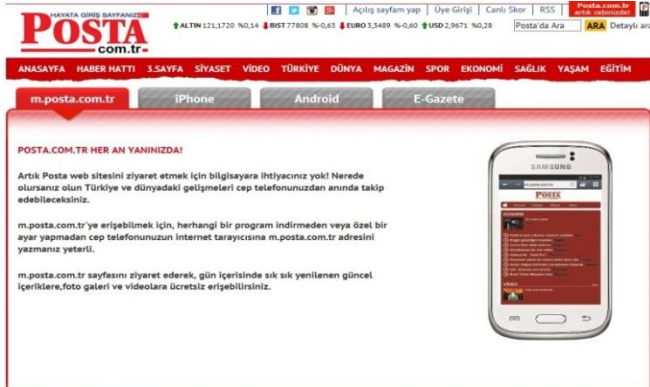 HAYATA GİRİŞ SAYFANIZ
POSTA
com.tr
Açılış sayfam yap | Üye Girişi | Canlı Skor | RSS
Posta.com.tr
artık cebinizde!
ALTIN 121,1720 %0,14 BIST 77808 %-0,63 EURO 3,3489 %-0,60 USD 2,9671 %0,28
Posta'da Ara ARA Detaylı ara
ANASAYFA HABER HATTI 3.SAYFA SİYASET VİDEO TÜRKİYE DÜNYA MAGAZİN SPOR EKONOMİ SAĞLIK YAŞAM EĞİTİM
m.posta.com.tr iPhone Android E-Gazete
POSTA.COM.TR HER AN YANINIZDA!
Artık Posta web sitesini ziyaret etmek için bilgisayara ihtiyacınız yok! Nerede
olursanız olun Türkiye ve dünyadaki gelişmeleri cep telefonunuzdan anında takip
edebileceksiniz.
m.posta.com.tr'ye erişebilmek için, herhangi bir program indirmeden veya özel bir
ayar yapmadan cep telefonunuzun internet tarayıcısına m.posta.com.tr adresini
yazmanız yeterli.
m.posta.com.tr sayfasını ziyaret ederek, gün içerisinde sık sık yenilenen güncel
içeriklere,foto galeri ve videolara ücretsiz erişebilirsiniz.
SAMSUNG
POSTA